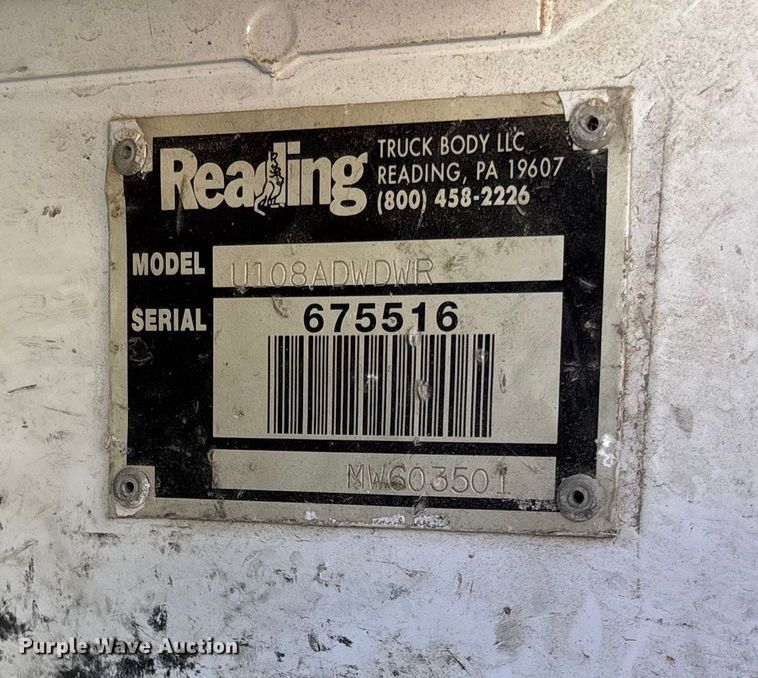 Reading
TRUCK BODY LLC
READING, PA 19607
(800) 458-2226
MODEL U108ADWDWR
SERIAL 675516
MW603501
Purple Wave Auction